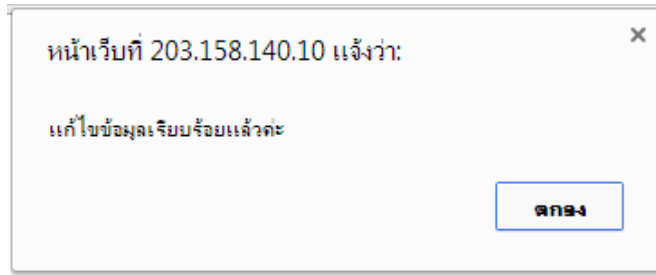 หน้าเว็บที่ 203.158.140.10 แจ้งว่า:
แก้ไขข้อมูลเรียบร้อยแล้วค่ะ
ตกลง